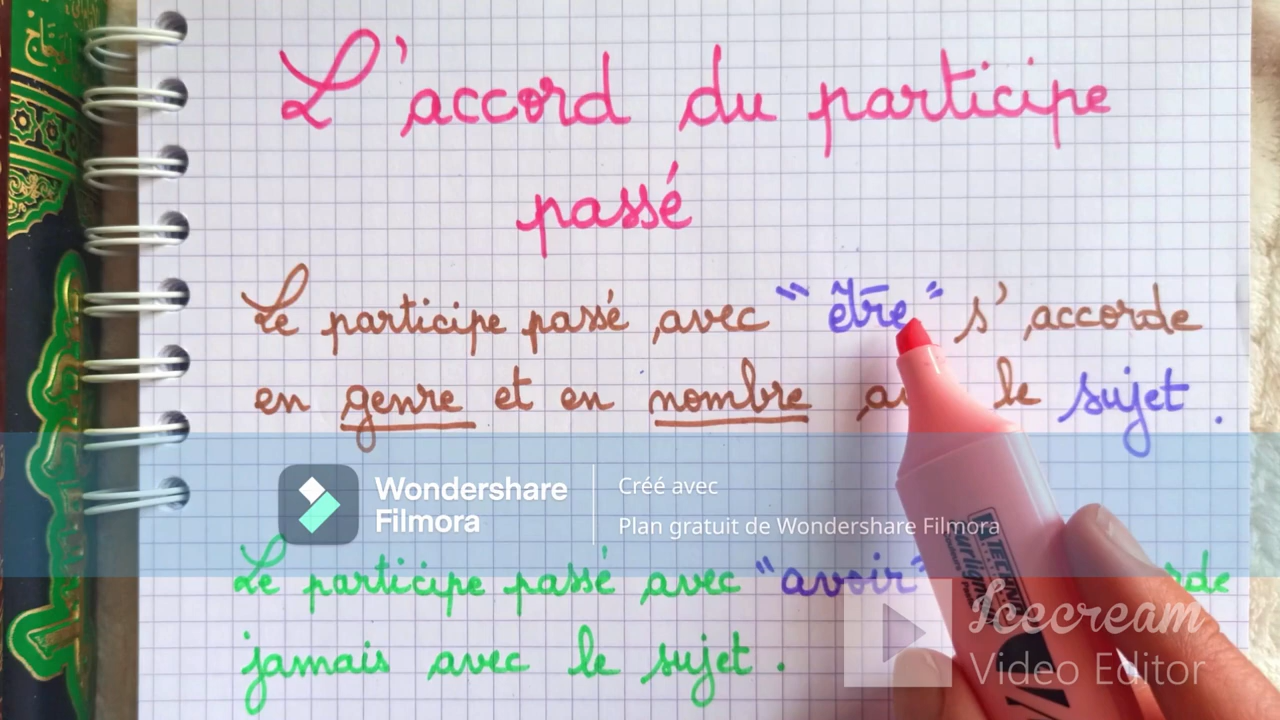 L'accord du participe
passé
Le participe passé avec " être " s'accorde
en genre et en nombre le sujet .
Wondershare
Filmora
Créé avec
Plan gratuit de Wondershare Filmora
Le participe passé avec "avoir"
jamais avec le sujet .
Icecream
Video Editor